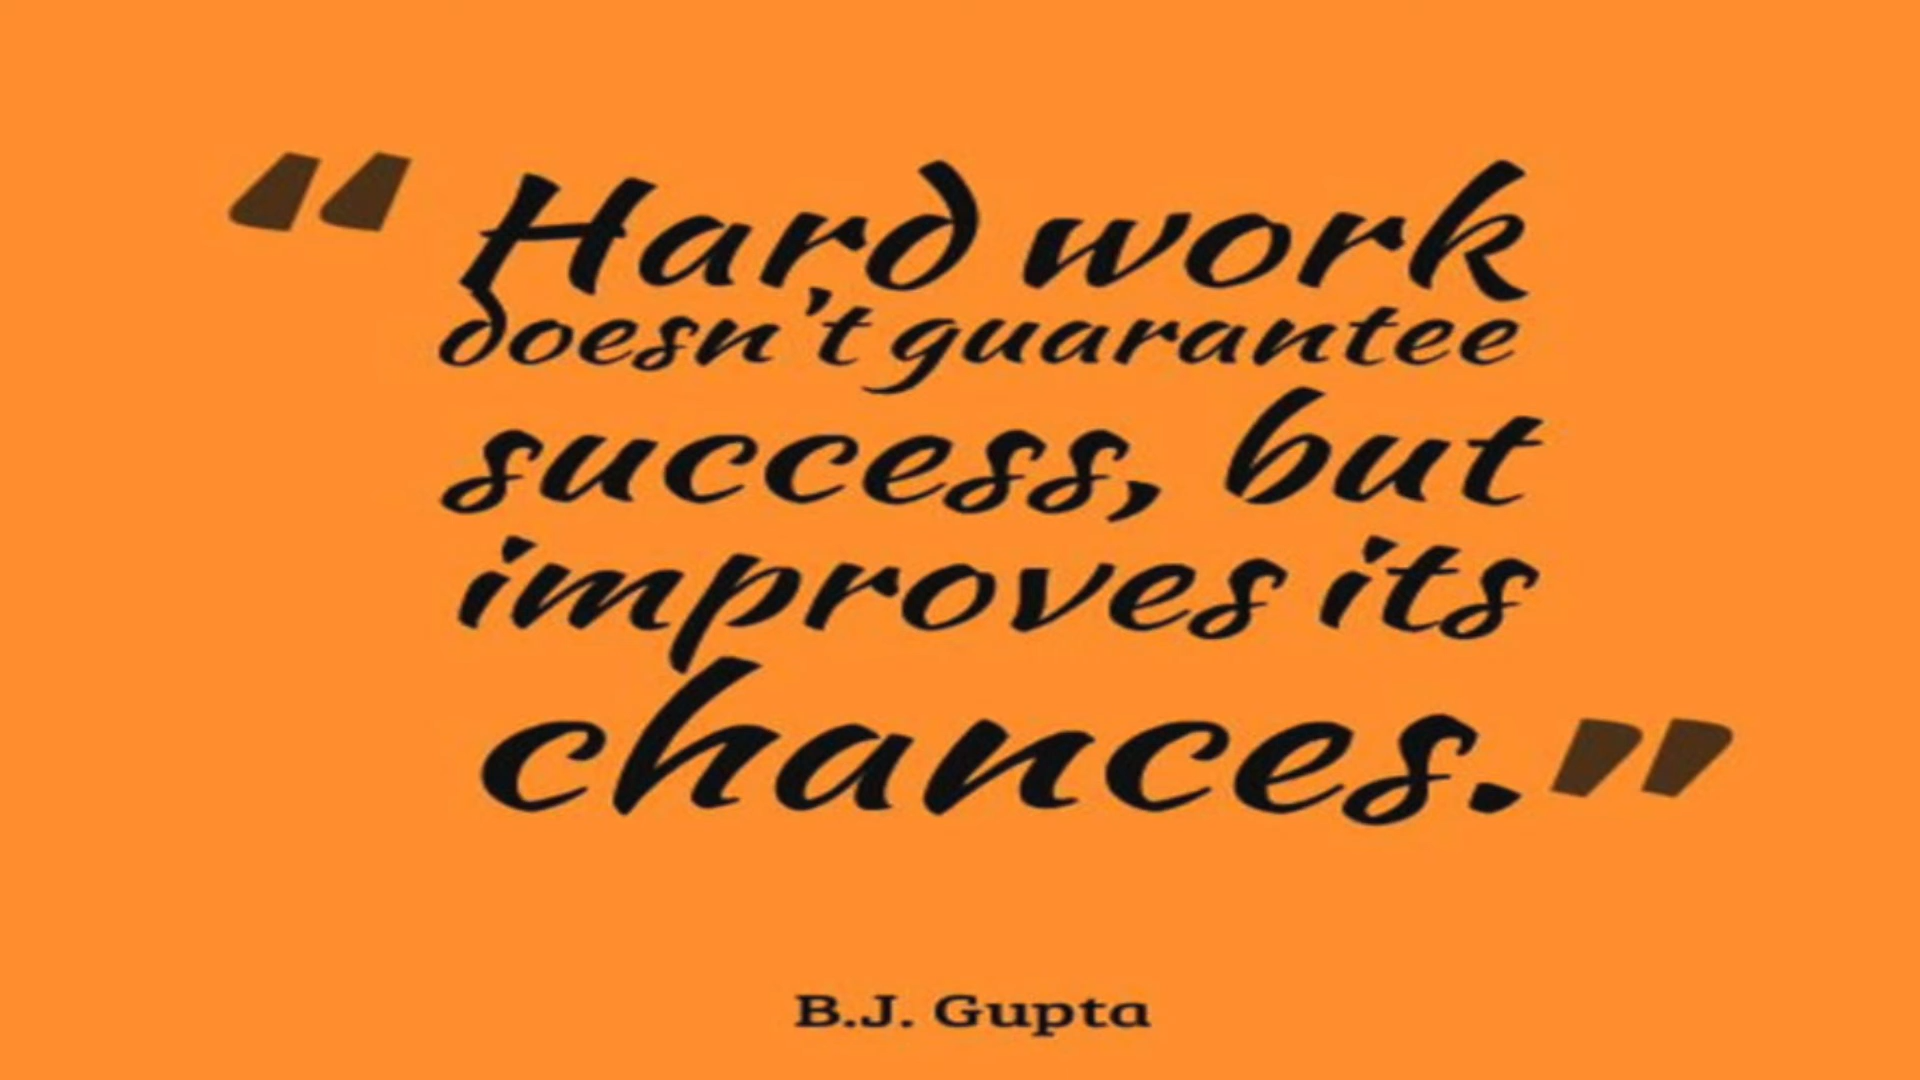 “Hard work
doesn't guarantee
success, but
improves its
chances.”
B.J. Gupta